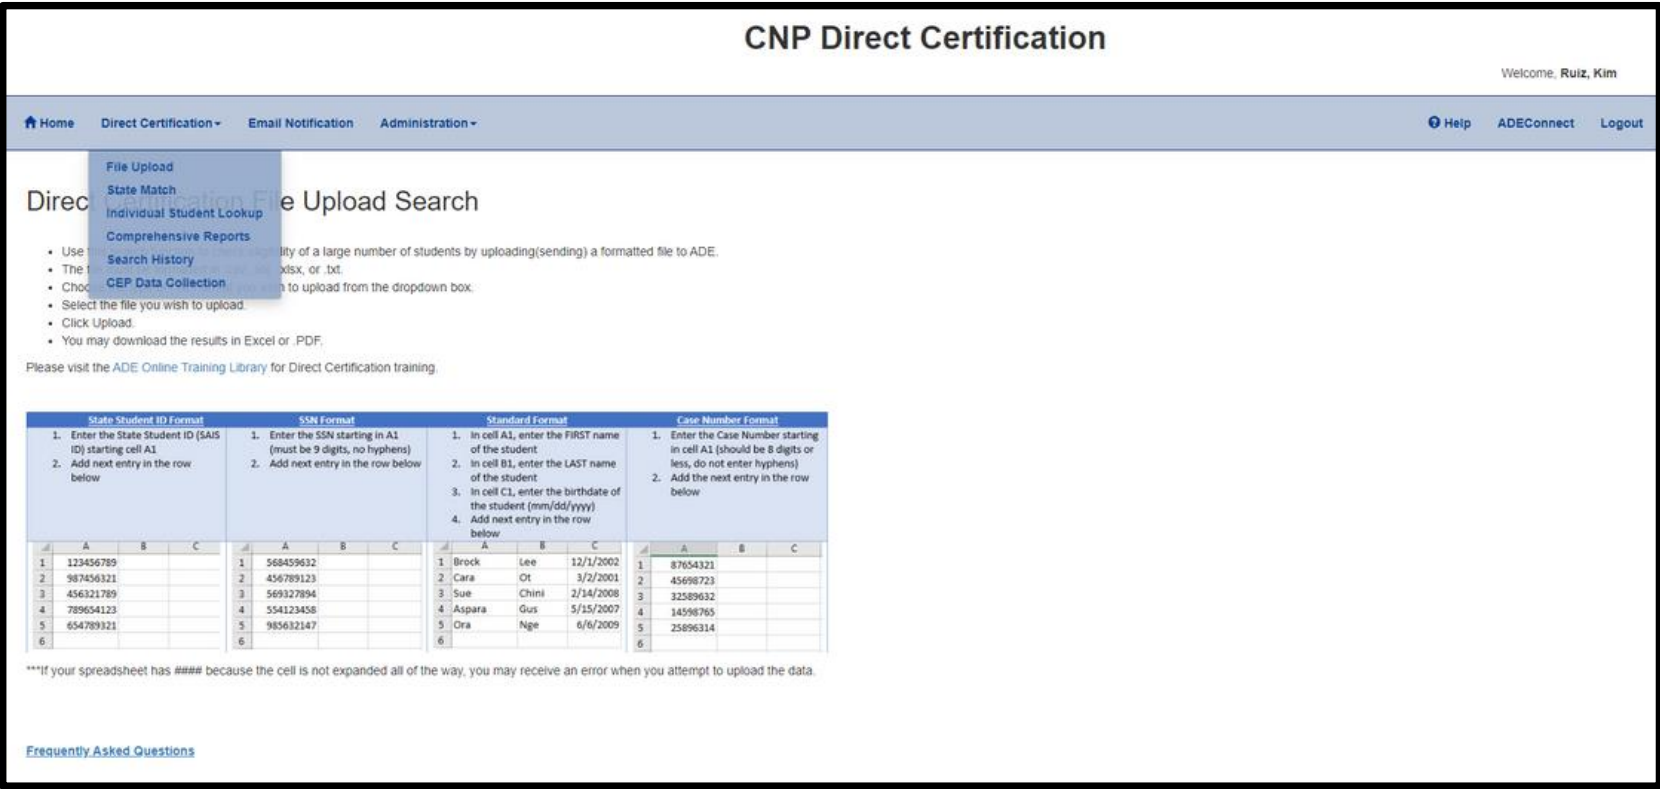 CNP Direct Certification
Welcome, Ruiz, Kim
Home Direct Certification Email Notification Administration Help ADEConnect Logout
File Upload
State Match
Individual Student Lookup
Comprehensive Reports
Search History
CEP Data Collection
Direct Certification File Upload Search
Use ity of a large number of students by uploading(sending) a formatted file to ADE.
The xlsx, or .txt.
to upload from the dropdown box.
Select the file you wish to upload.
Click Upload.
You may download the results in Excel or .PDF.
Please visit the ADE Online Training Library for Direct Certification training.
State Student ID Format
1. Enter the State Student ID (SAIS
ID) starting cell A1
2. Add next entry in the row
below
SSN Format
1. Enter the SSN starting in A1
(must be 9 digits, no hyphens)
2. Add next entry in the row below
Standard Format
1. In cell A1, enter the FIRST name
of the student
2. In cell B1, enter the LAST name
of the student
3. In cell C1, enter the birthdate of
the student (mm/dd/yyyy)
4. Add next entry in the row
below
Case Number Format
1. Enter the Case Number starting
in cell A1 (should be 8 digits or
less, do not enter hyphens)
2. Add the next entry in the row
below
A B C
1 123456789
2 987456321
3 456321789
4 789654123
5 654789321
6
A B C
1 568459632
2 456789123
3 569327894
4 554123458
5 985632147
6
A B C
1 Brock Lee 12/1/2002
2 Cara Ot 3/2/2001
3 Sue Chini 2/14/2008
4 Aspara Gus 5/15/2007
5 Ora Nge 6/6/2009
6
A B C
1 87654321
2 45698723
3 32589632
4 14598765
5 25896314
6
***If your spreadsheet has #### because the cell is not expanded all of the way, you may receive an error when you attempt to upload the data.
Frequently Asked Questions